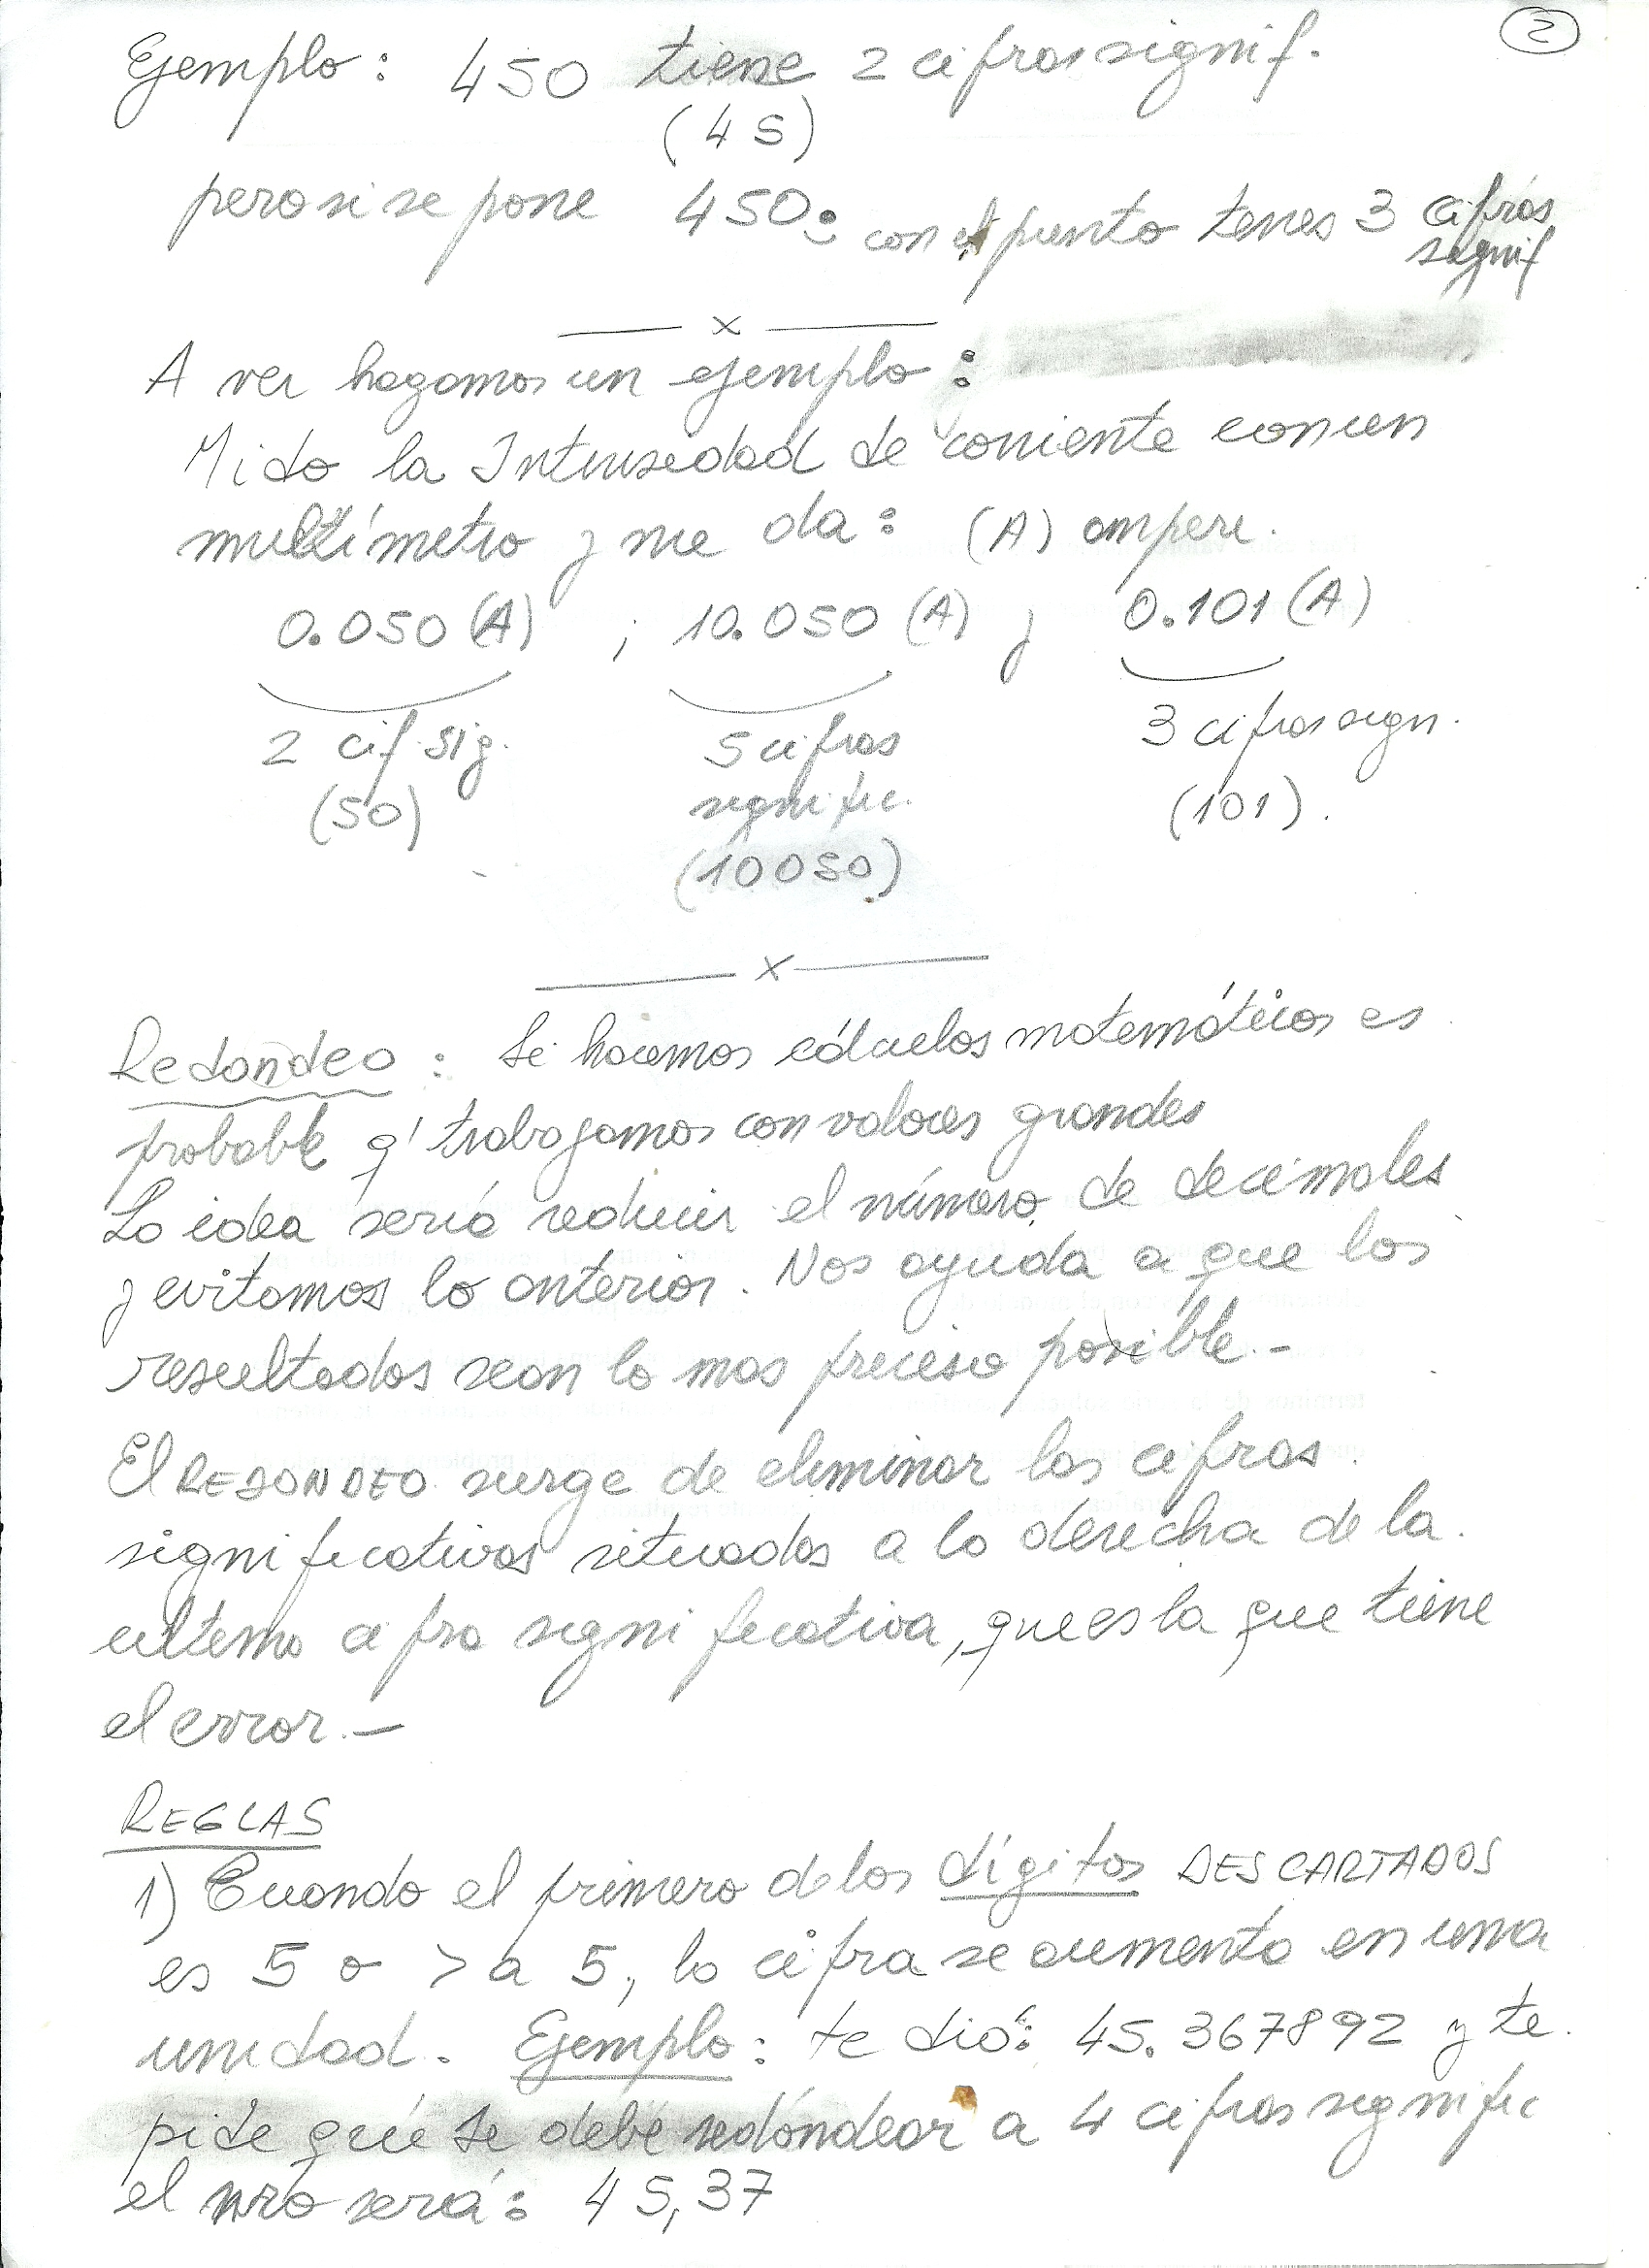 2
Ejemplo: 450 tiene 2 cifras signif.
(45)
pero si se pone 450. con el punto tenes 3 cifras
signif
x
A ver hagamos un ejemplo:
Mido la Intensidad de corriente con un
multímetro y me da: (A) ampere.
0.050 (A) ; 10.050 (A) y 0.101 (A)
2 cif. sig. 5 cifras 3 cifras sign.
(50) signific. (101).
(10050)
x
Redondeo: Si hacemos cálculos matemáticos es
probable q' trabajamos con valores grandes
La idea sería reducir el número de decimales
y evitamos lo anterior. Nos ayuda a que los
resultados sean lo mas preciso posible.-
El REDONDEO surge de eliminar las cifras
significativas situadas a la derecha de la
ultima cifra significativa, que es la que tiene
el error.-
REGLAS
1) Cuando el primero de los dígitos DESCARTADOS
es 5 o > a 5, la cifra se aumenta en una
unidad. Ejemplo: te dió: 45.367892 y te
pide que se debe redondear a 4 cifras signific
el nro será: 45,37